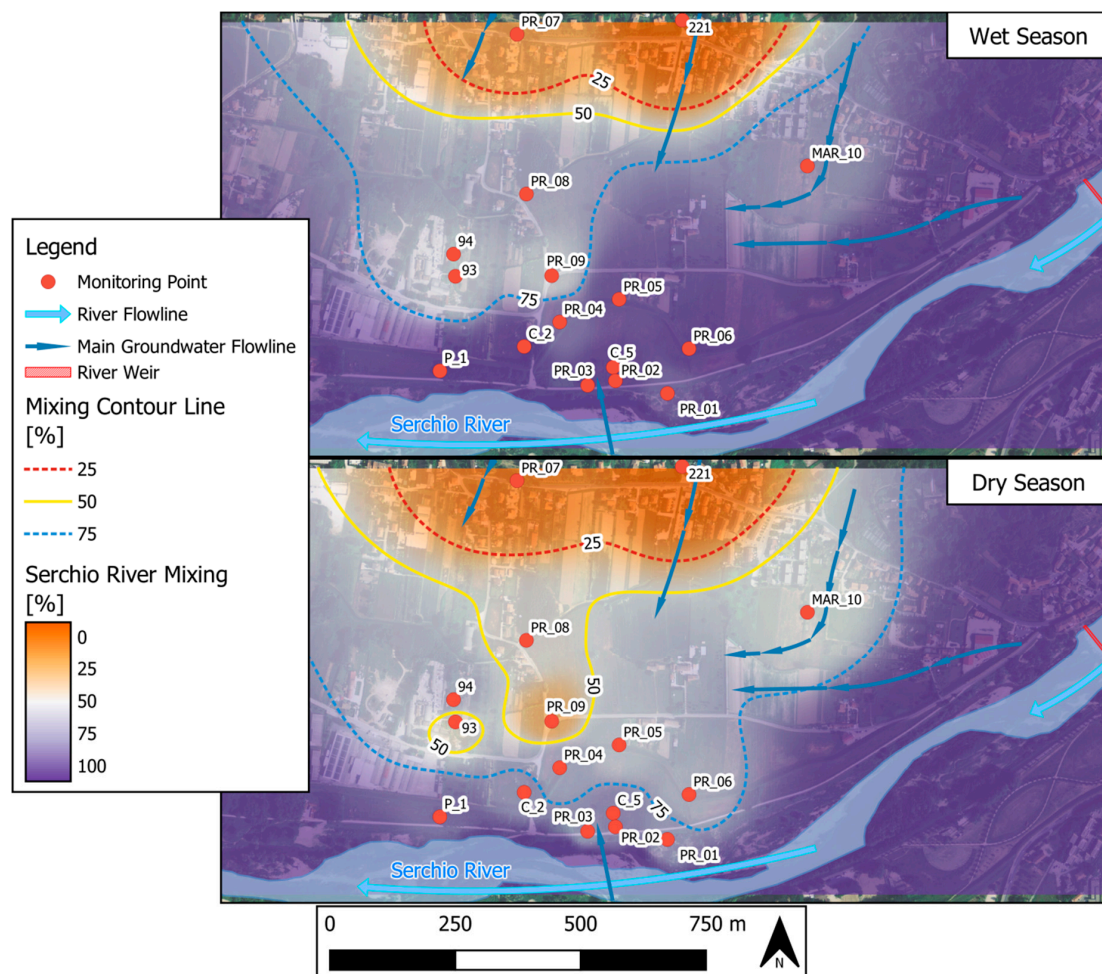 Wet Season
PR_07
221
25
50
MAR_10
PR_08
94
93
PR_09
75
PR_05
PR_04
C_2
PR_06
P_1
C_5
PR_03
PR_02
PR_01
Serchio River
Dry Season
PR_07
221
25
MAR_10
PR_08
50
94
93
PR_09
50
PR_05
PR_04
PR_06
C_2
75
P_1
C_5
PR_03
PR_02
PR_01
Serchio River
Legend
Monitoring Point
River Flowline
Main Groundwater Flowline
River Weir
Mixing Contour Line
[%]
25
50
75
Serchio River Mixing
[%]
0
25
50
75
100
0 250 500 750 m
N